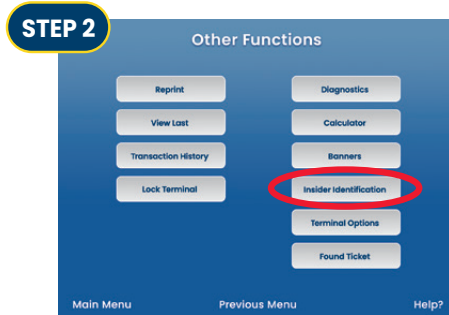 STEP 2
Other Functions
Reprint
Diagnostics
View Last
Calculator
Transaction History
Banners
Lock Terminal
Insider Identification
Terminal Options
Found Ticket
Main Menu
Previous Menu
Help?